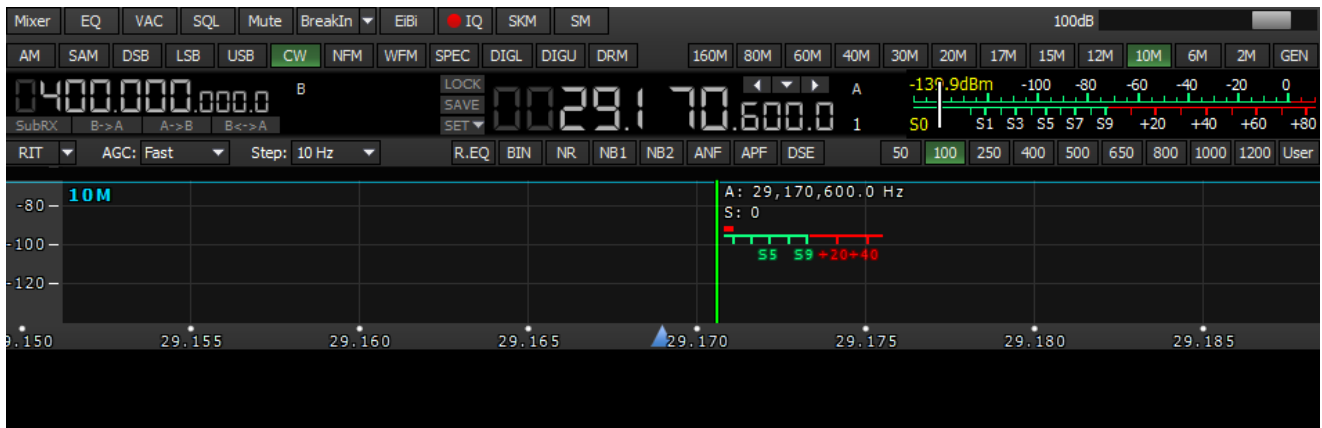 Mixer EQ VAC SQL Mute BreakIn EiBi IQ SKM SM 100dB
AM SAM DSB LSB USB CW NFM WFM SPEC DIGL DIGU DRM 160M 80M 60M 40M 30M 20M 17M 15M 12M 10M 6M 2M GEN
400.000.000.0 B LOCK SAVE SET 29.170.600.0 A 1 -139.9dBm -100 -80 -60 -40 -20 0
SubRX B->A A->B B<->A S0 S1 S3 S5 S7 S9 +20 +40 +60 +80
RIT AGC: Fast Step: 10 Hz R.EQ BIN NR NB1 NB2 ANF APF DSE 50 100 250 400 500 650 800 1000 1200 User
10M A: 29,170,600.0 Hz
-80 S: 0
-100
S5 S9 +20 +40
-120
9.150 29.155 29.160 29.165 29.170 29.175 29.180 29.185